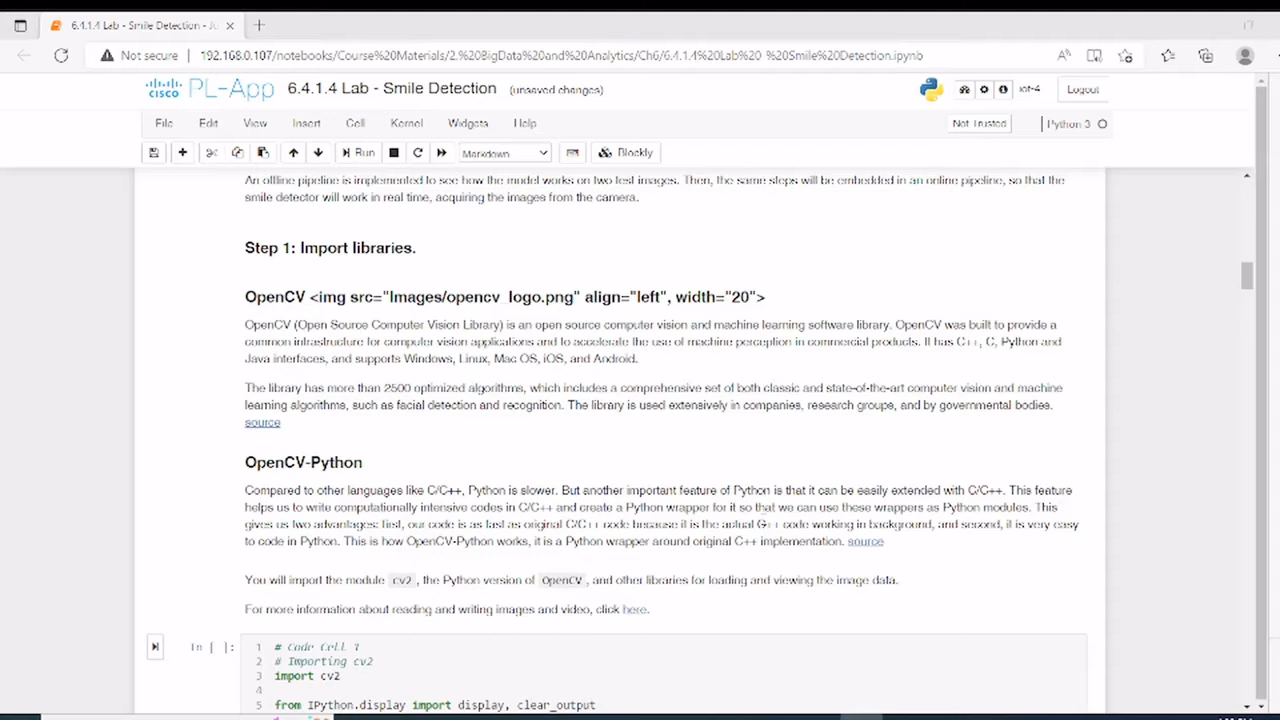 6.4.1.4 Lab - Smile Detection - Ju
Not secure 192.168.0.107/notebooks/Course%20Materials/2.%20BigData%20and%20Analytics/Ch6/6.4.1.4%20Lab%20-%20Smile%20Detection.ipynb
CISCO PL-App 6.4.1.4 Lab - Smile Detection (unsaved changes) iot-4 Logout
File Edit View Insert Cell Kernel Widgets Help Not Trusted Python 3
Run Markdown Blockly
An offline pipeline is implemented to see how the model works on two test images. Then, the same steps will be embedded in an online pipeline, so that the
smile detector will work in real time, acquiring the images from the camera.
Step 1: Import libraries.
OpenCV <img src="Images/opencv_logo.png" align="left", width="20">
OpenCV (Open Source Computer Vision Library) is an open source computer vision and machine learning software library. OpenCV was built to provide a
common infrastructure for computer vision applications and to accelerate the use of machine perception in commercial products. It has C++, C, Python and
Java interfaces, and supports Windows, Linux, Mac OS, iOS, and Android.
The library has more than 2500 optimized algorithms, which includes a comprehensive set of both classic and state-of-the-art computer vision and machine
learning algorithms, such as facial detection and recognition. The library is used extensively in companies, research groups, and by governmental bodies.
source
OpenCV-Python
Compared to other languages like C/C++, Python is slower. But another important feature of Python is that it can be easily extended with C/C++. This feature
helps us to write computationally intensive codes in C/C++ and create a Python wrapper for it so that we can use these wrappers as Python modules. This
gives us two advantages: first, our code is as fast as original C/C++ code because it is the actual C++ code working in background, and second, it is very easy
to code in Python. This is how OpenCV-Python works, it is a Python wrapper around original C++ implementation. source
You will import the module cv2, the Python version of OpenCV, and other libraries for loading and viewing the image data.
For more information about reading and writing images and video, click here.
In [ ]: 1 # Code Cell 1
2 # Importing cv2
3 import cv2
4
5 from IPython.display import display, clear_output